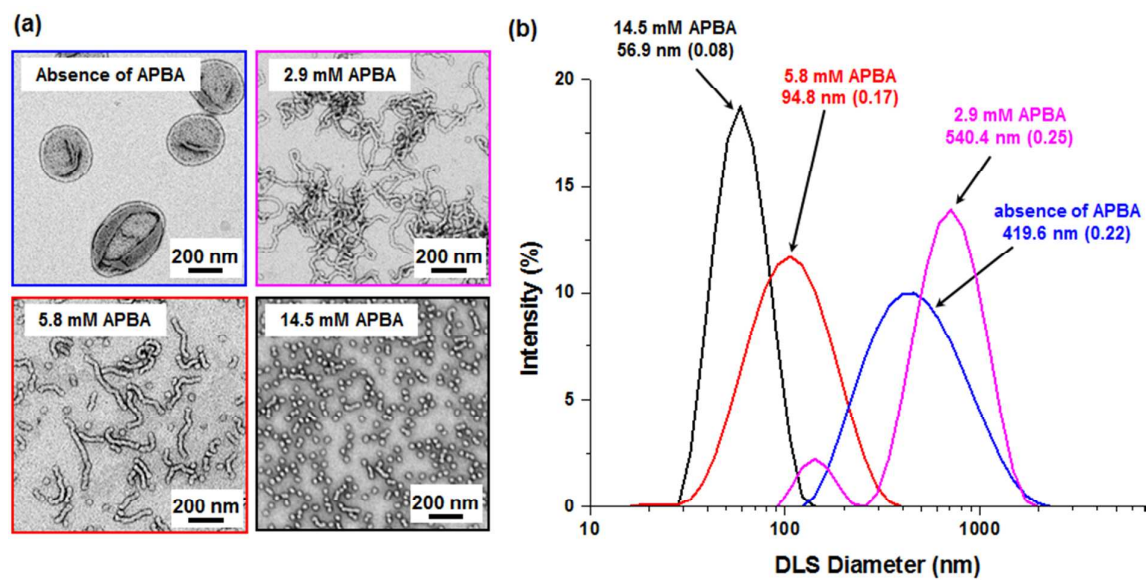 (a)
Absence of APBA
200 nm
2.9 mM APBA
200 nm
5.8 mM APBA
200 nm
14.5 mM APBA
200 nm
(b)
14.5 mM APBA
56.9 nm (0.08)
5.8 mM APBA
94.8 nm (0.17)
2.9 mM APBA
540.4 nm (0.25)
absence of APBA
419.6 nm (0.22)
Intensity (%)
20
15
10
5
0
10
100
1000
DLS Diameter (nm)